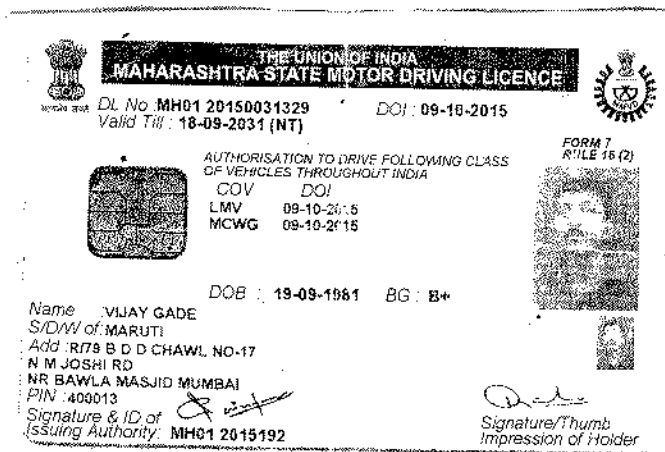 THE UNION OF INDIA
MAHARASHTRA STATE MOTOR DRIVING LICENCE
DL No :MH01 20150031329 DOI : 09-10-2015
Valid Till : 18-09-2031 (NT)
FORM 7
RULE 16 (2)
AUTHORISATION TO DRIVE FOLLOWING CLASS
OF VEHICLES THROUGHOUT INDIA
COV DOI
LMV 09-10-2015
MCWG 09-10-2015
DOB : 19-09-1981 BG : B+
Name :VIJAY GADE
S/D/W of :MARUTI
Add :R/79 B D D CHAWL NO-17
N M JOSHI RD
NR BAWLA MASJID MUMBAI
PIN :400013
Signature & ID of
Issuing Authority: MH01 2015192
Signature/Thumb
Impression of Holder